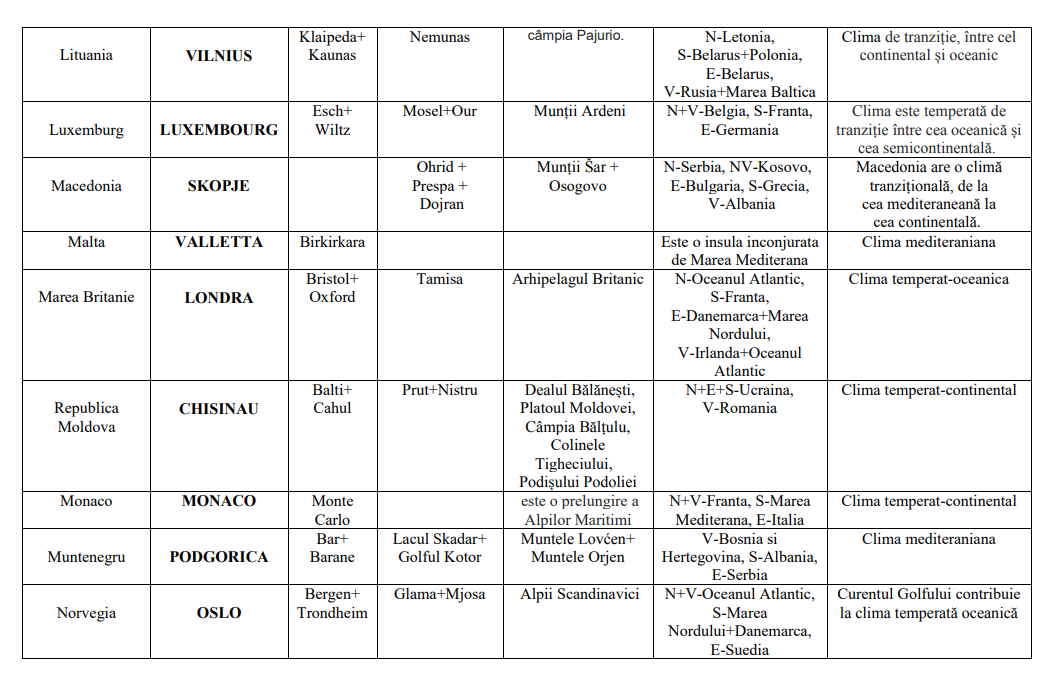 Lituania
VILNIUS
Klaipeda+
Kaunas
Nemunas
câmpia Pajurio.
N-Letonia,
S-Belarus+Polonia,
E-Belarus,
V-Rusia+Marea Baltica
Clima de tranziție, între cel
continental și oceanic
Luxemburg
LUXEMBOURG
Esch+
Wiltz
Mosel+Our
Munții Ardeni
N+V-Belgia, S-Franta,
E-Germania
Clima este temperată de
tranziție între cea oceanică și
cea semicontinentală.
Macedonia
SKOPJE
Ohrid +
Prespa +
Dojran
Munții Šar +
Osogovo
N-Serbia, NV-Kosovo,
E-Bulgaria, S-Grecia,
V-Albania
Macedonia are o climă
tranzițională, de la
cea mediteraneană la
cea continentală.
Malta
VALLETTA
Birkirkara
Este o insula inconjurata
de Marea Mediterana
Clima mediteraniana
Marea Britanie
LONDRA
Bristol+
Oxford
Tamisa
Arhipelagul Britanic
N-Oceanul Atlantic,
S-Franta,
E-Danemarca+Marea
Nordului,
V-Irlanda+Oceanul
Atlantic
Clima temperat-oceanica
Republica
Moldova
CHISINAU
Balti+
Cahul
Prut+Nistru
Dealul Bălănești,
Platoul Moldovei,
Câmpia Bălțulu,
Colinele
Tigheciului,
Podișului Podoliei
N+E+S-Ucraina,
V-Romania
Clima temperat-continental
Monaco
MONACO
Monte
Carlo
este o prelungire a
Alpilor Maritimi
N+V-Franta, S-Marea
Mediterana, E-Italia
Clima temperat-continental
Muntenegru
PODGORICA
Bar+
Barane
Lacul Skadar+
Golful Kotor
Muntele Lovćen+
Muntele Orjen
V-Bosnia si
Hertegovina, S-Albania,
E-Serbia
Clima mediteraniana
Norvegia
OSLO
Bergen+
Trondheim
Glama+Mjosa
Alpii Scandinavici
N+V-Oceanul Atlantic,
S-Marea
Nordului+Danemarca,
E-Suedia
Curentul Golfului contribuie
la clima temperată oceanică